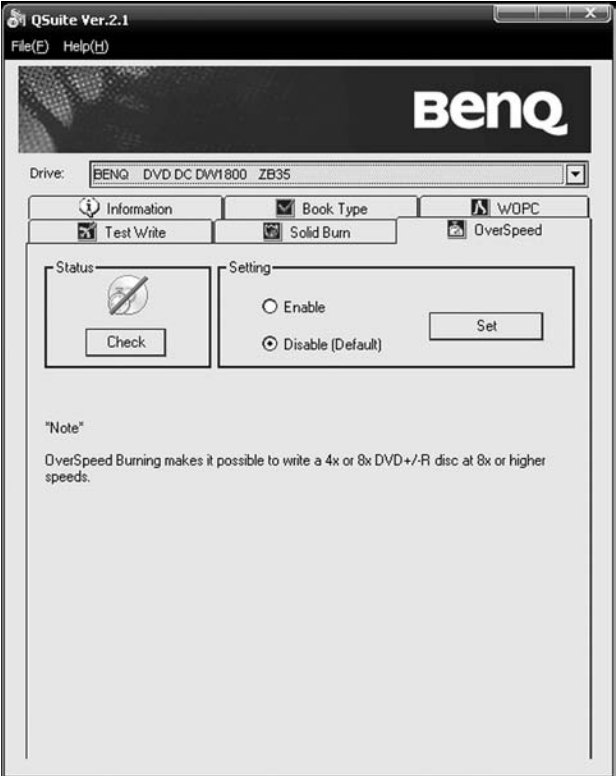 QSuite Ver.2.1
File(F) Help(H)
BenQ
Drive: BENQ DVD DC DW1800 ZB35
Information Book Type WOPC
Test Write Solid Burn OverSpeed
Status Setting
Enable
Check Set
Disable (Default)
"Note"
OverSpeed Burning makes it possible to write a 4x or 8x DVD+/-R disc at 8x or higher
speeds.